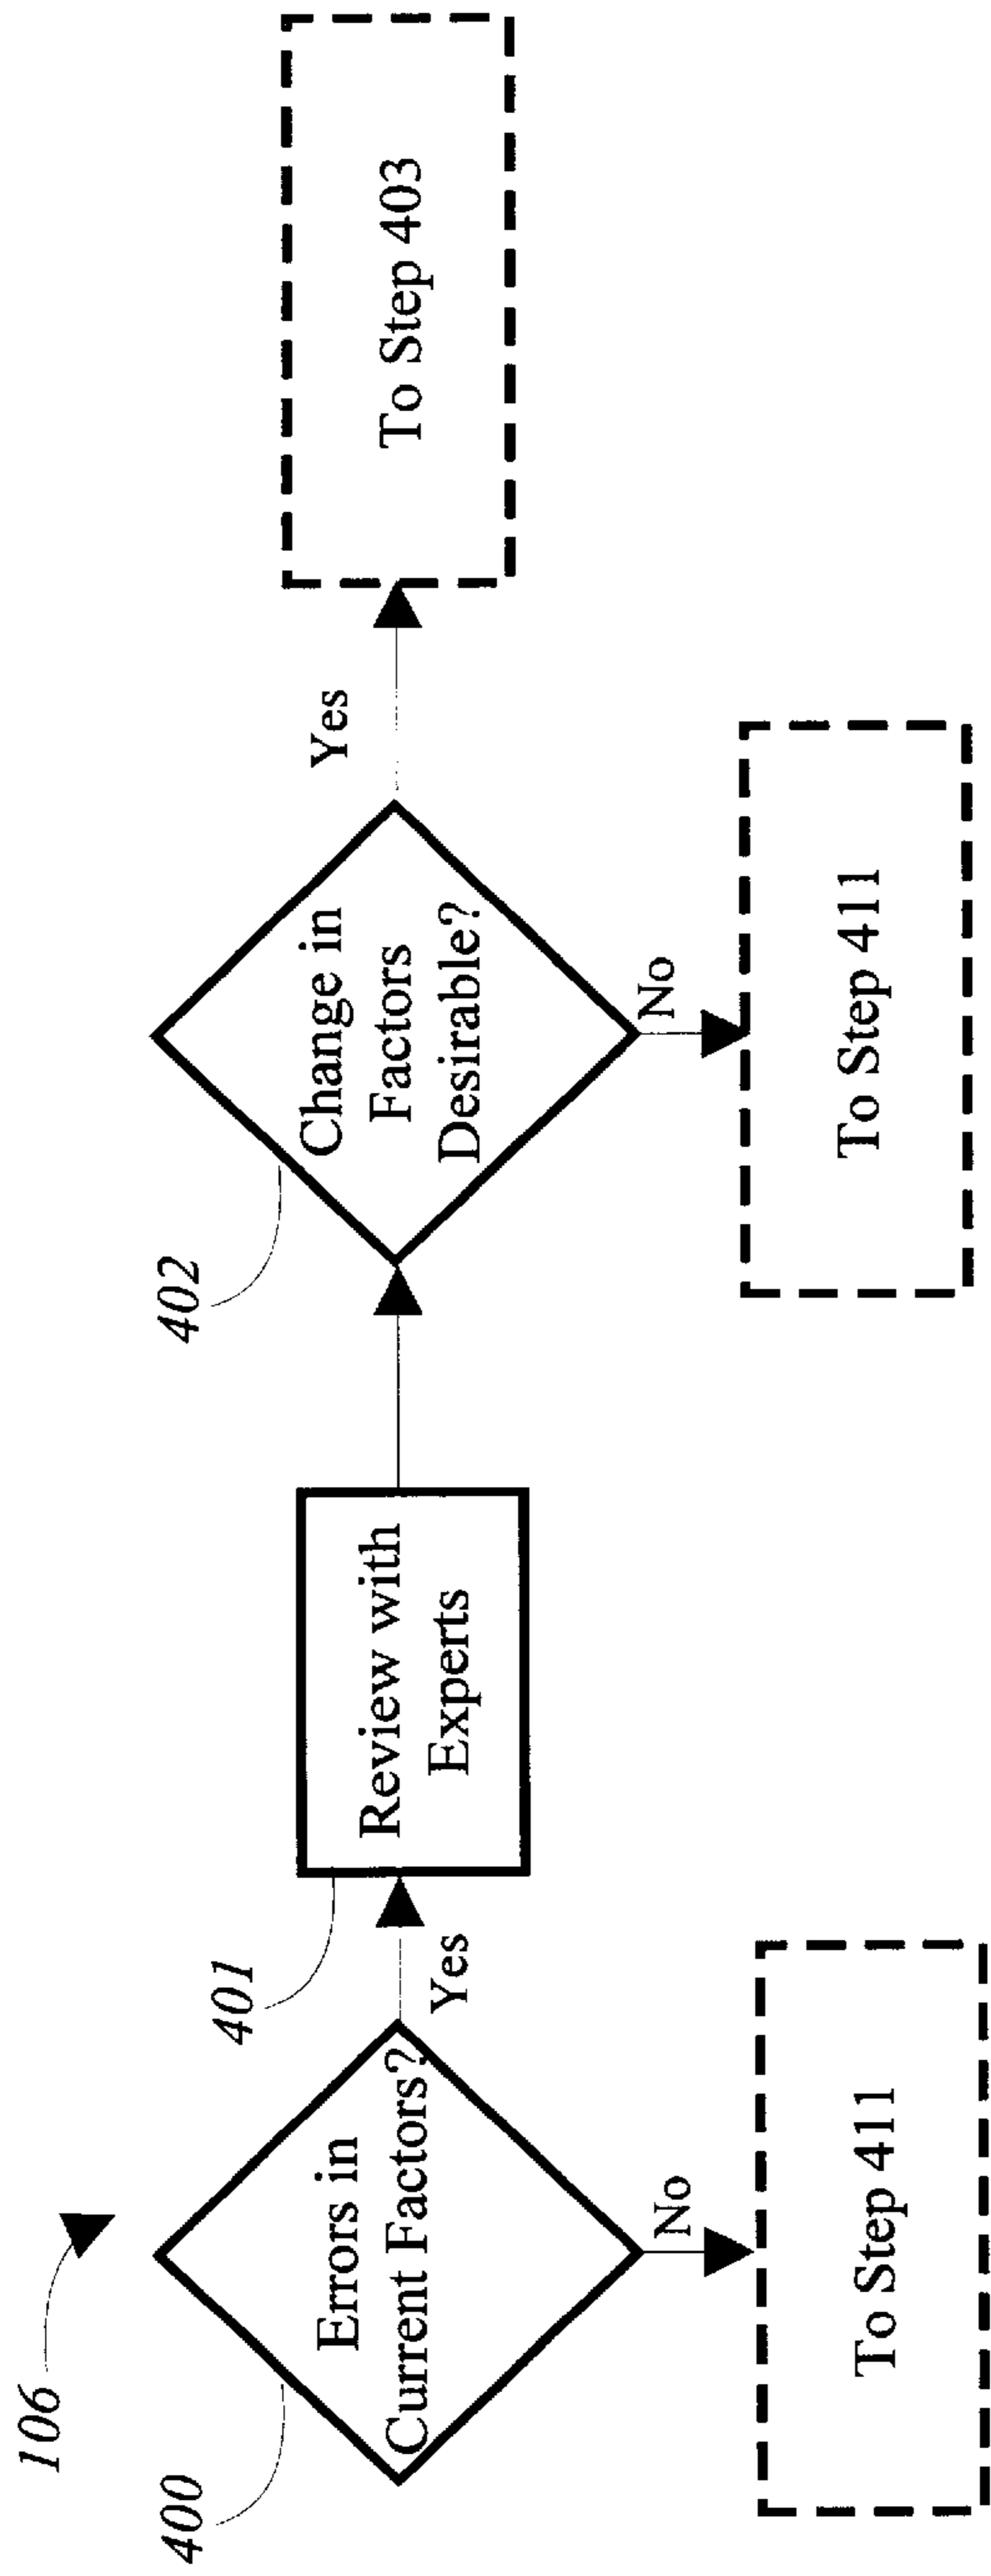 106
400
Errors in
Current Factors?
Yes
No
To Step 411
401
Review with
Experts
402
Change in
Factors
Desirable?
Yes
No
To Step 411
To Step 403